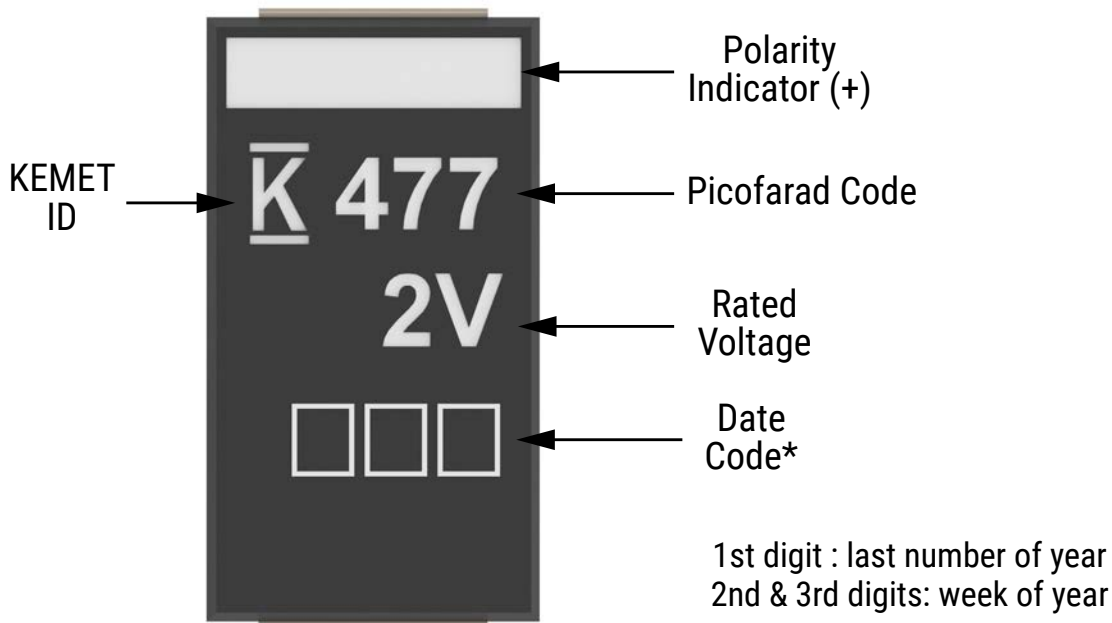 Polarity
Indicator (+)
KEMET
ID
K 477
Picofarad Code
2V
Rated
Voltage
Date
Code*
1st digit : last number of year
2nd & 3rd digits: week of year